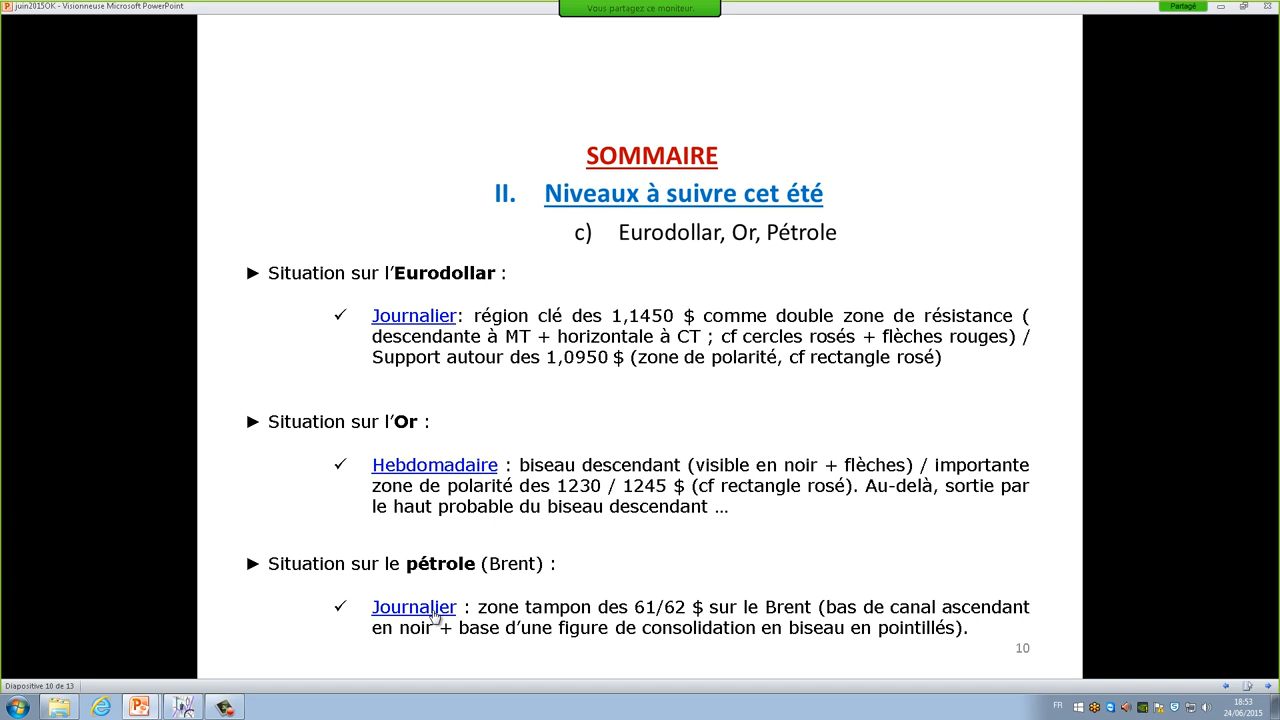 juin2015OK - Visionneuse Microsoft PowerPoint
Vous partagez ce moniteur.
Partagé
SOMMAIRE
II. Niveaux à suivre cet été
c) Eurodollar, Or, Pétrole
► Situation sur l'Eurodollar :
✓ Journalier: région clé des 1,1450 $ comme double zone de résistance (
descendante à MT + horizontale à CT ; cf cercles rosés + flèches rouges) /
Support autour des 1,0950 $ (zone de polarité, cf rectangle rosé)
► Situation sur l'Or :
✓ Hebdomadaire : biseau descendant (visible en noir + flèches) / importante
zone de polarité des 1230 / 1245 $ (cf rectangle rosé). Au-delà, sortie par
le haut probable du biseau descendant …
► Situation sur le pétrole (Brent) :
✓ Journalier : zone tampon des 61/62 $ sur le Brent (bas de canal ascendant
en noir + base d'une figure de consolidation en biseau en pointillés).
10
Diapositive 10 de 13
FR
18:53
24/06/2015